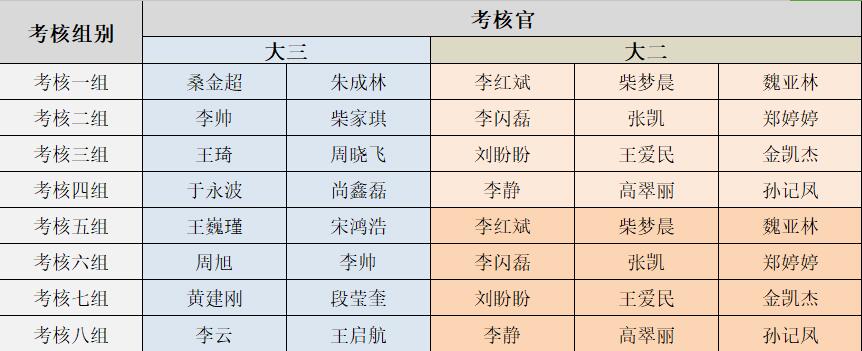 考核组别 考核官
大三 大二
考核一组 桑金超 朱成林 李红斌 柴梦晨 魏亚林
考核二组 李帅 柴家琪 李闪磊 张凯 郑婷婷
考核三组 王琦 周晓飞 刘盼盼 王爱民 金凯杰
考核四组 于永波 尚鑫磊 李静 高翠丽 孙记凤
考核五组 王巍瑾 宋鸿浩 李红斌 柴梦晨 魏亚林
考核六组 周旭 李帅 李闪磊 张凯 郑婷婷
考核七组 黄建刚 段莹奎 刘盼盼 王爱民 金凯杰
考核八组 李云 王启航 李静 高翠丽 孙记凤